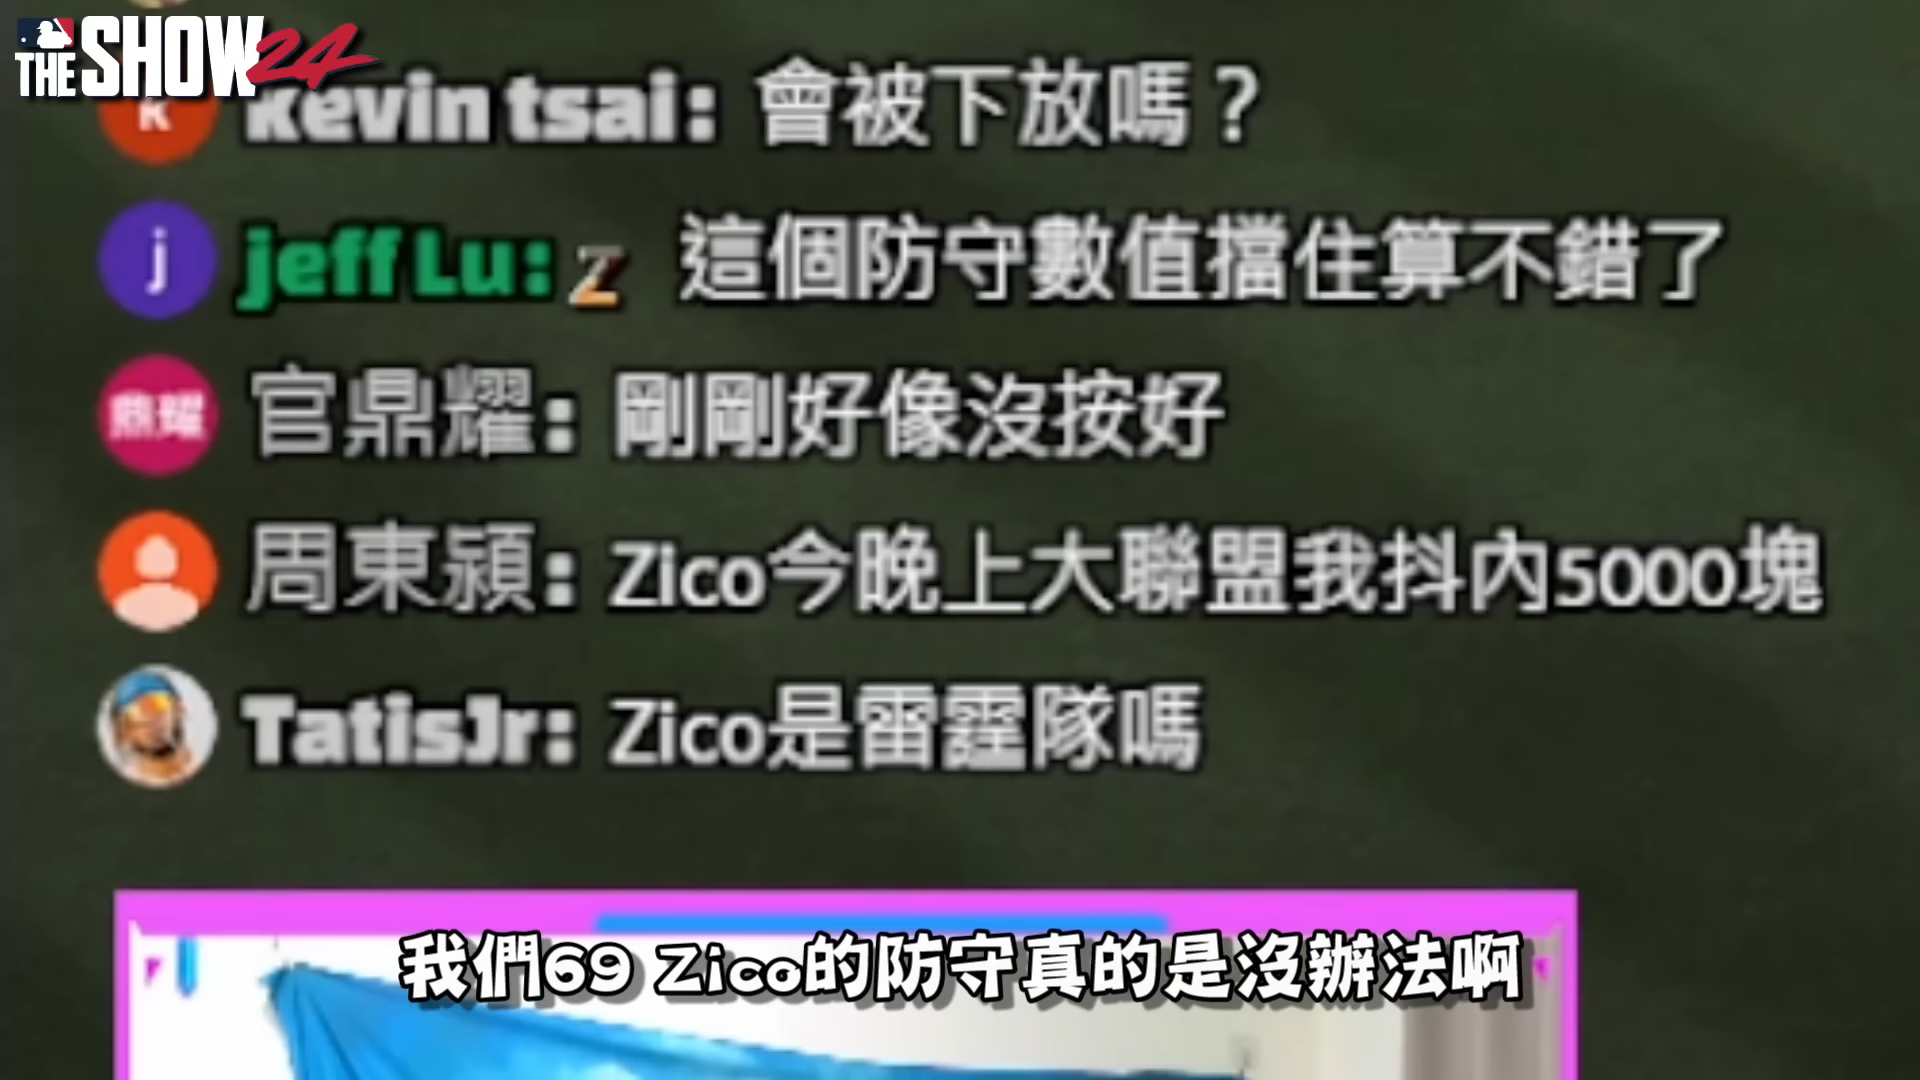 THE SHOW 24
K kevin tsai: 會被下放嗎？
j jeff Lu: Z 這個防守數值擋住算不錯了
鼎耀 官鼎耀: 剛剛好像沒按好
周東潁: Zico今晚上大聯盟我抖內5000塊
TatisJr: Zico是雷霆隊嗎
我們69 Zico的防守真的是沒辦法啊